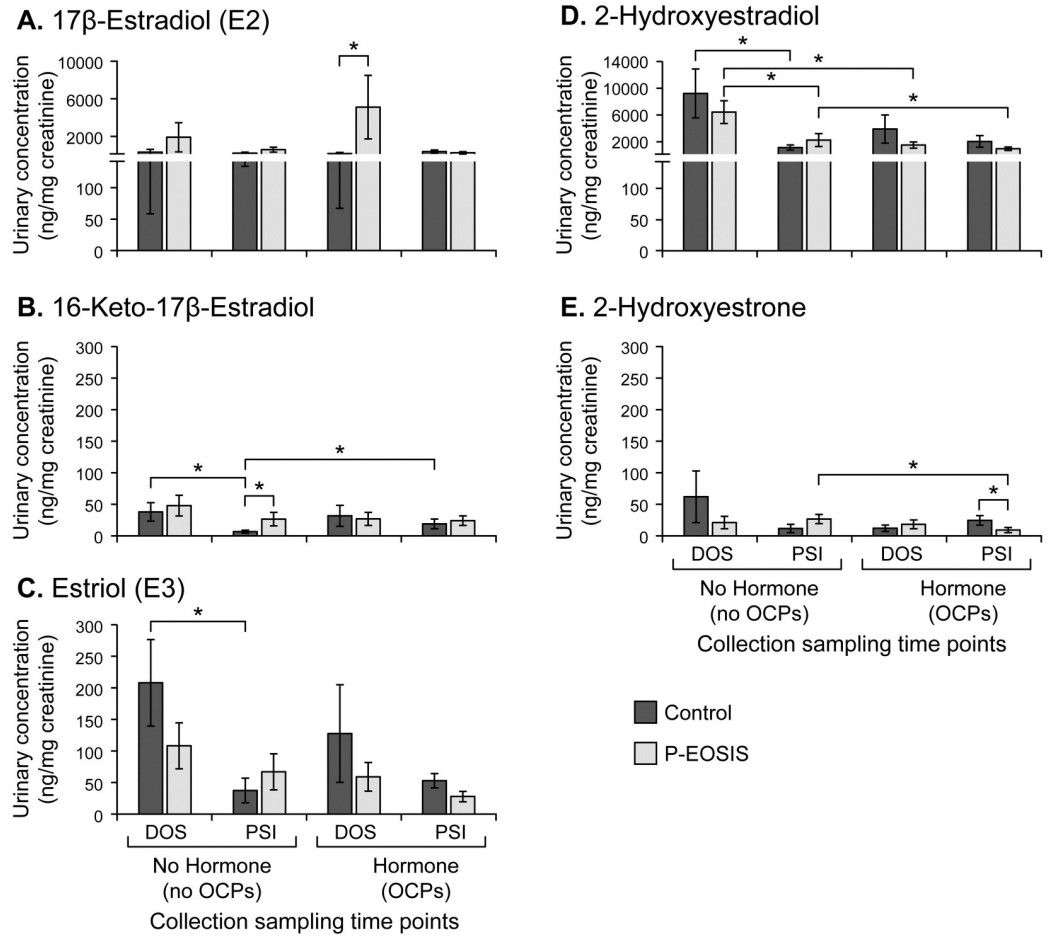 A. 17β-Estradiol (E2)
Urinary concentration
(ng/mg creatinine)
10000
6000
2000
100
50
0
*
B. 16-Keto-17β-Estradiol
Urinary concentration
(ng/mg creatinine)
300
250
200
150
100
50
0
*
*
*
C. Estriol (E3)
Urinary concentration
(ng/mg creatinine)
300
250
200
150
100
50
0
*
DOS PSI DOS PSI
No Hormone Hormone
(no OCPs) (OCPs)
Collection sampling time points
D. 2-Hydroxyestradiol
Urinary concentration
(ng/mg creatinine)
14000
10000
6000
2000
100
50
0
*
*
*
*
E. 2-Hydroxyestrone
Urinary concentration
(ng/mg creatinine)
300
250
200
150
100
50
0
*
*
DOS PSI DOS PSI
No Hormone Hormone
(no OCPs) (OCPs)
Collection sampling time points
Control
P-EOSIS